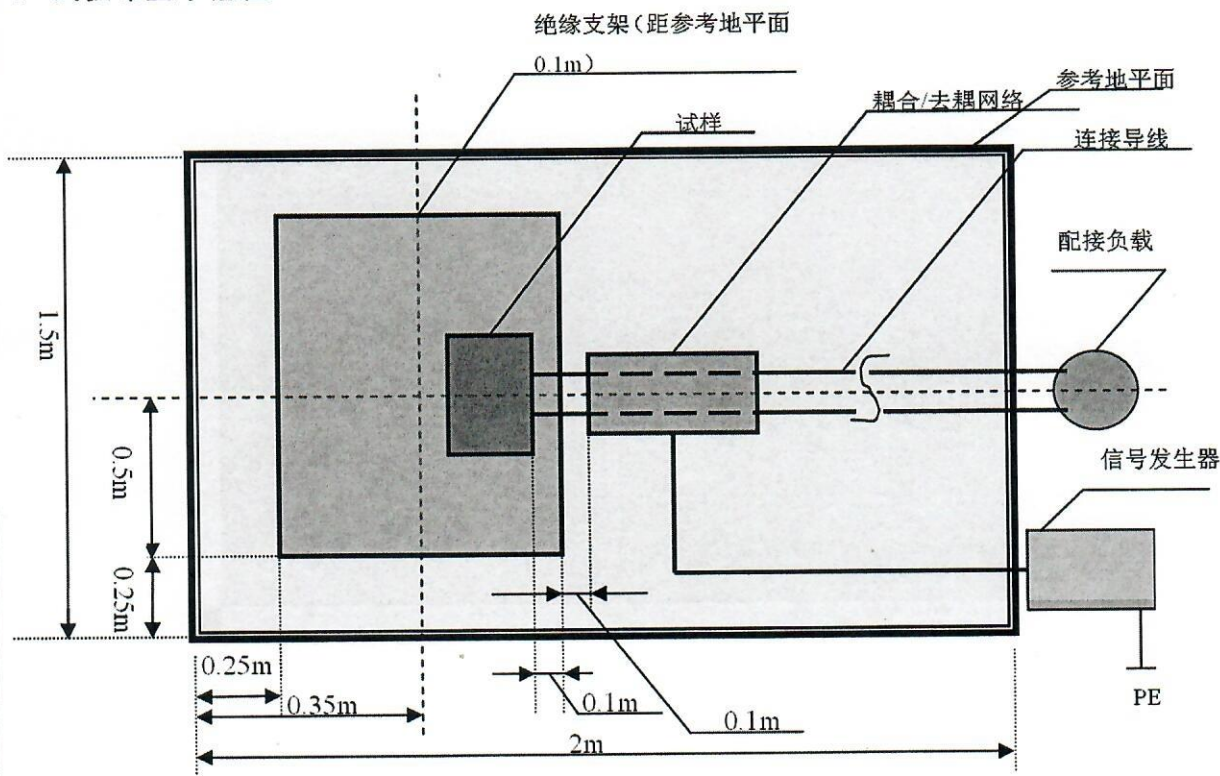 绝缘支架（距参考地平面
0.1m）
参考地平面
耦合/去耦网络
试样
连接导线
配接负载
1.5m
0.5m
信号发生器
0.25m
0.25m
0.35m
0.1m
0.1m
PE
2m